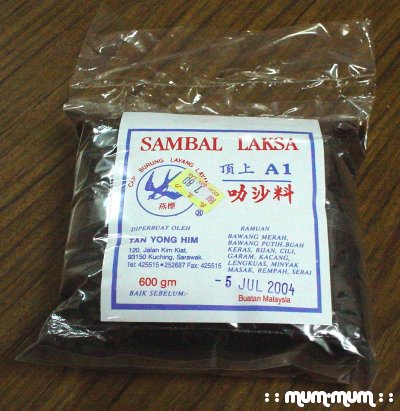 SAMBAL LAKSA
CAP BURUNG LAYANG LAYANG
燕標
®
頂上 A1
叻沙料
DIPERBUAT OLEH
TAN YONG HIM
120, Jalan Kim Kiat,
93150 Kuching, Sarawak.
Tel: 425515 • 252687 Fax: 425515
600 gm
BAIK SEBELUM:-
RAMUAN
BAWANG MERAH,
BAWANG PUTIH, BUAH
KERAS, BIJAN, CILI,
GARAM, KACANG,
LENGKUAS, MINYAK
MASAK, REMPAH, SERAI
- 5 JUL 2004
Buatan Malaysia
:: mum-mum ::